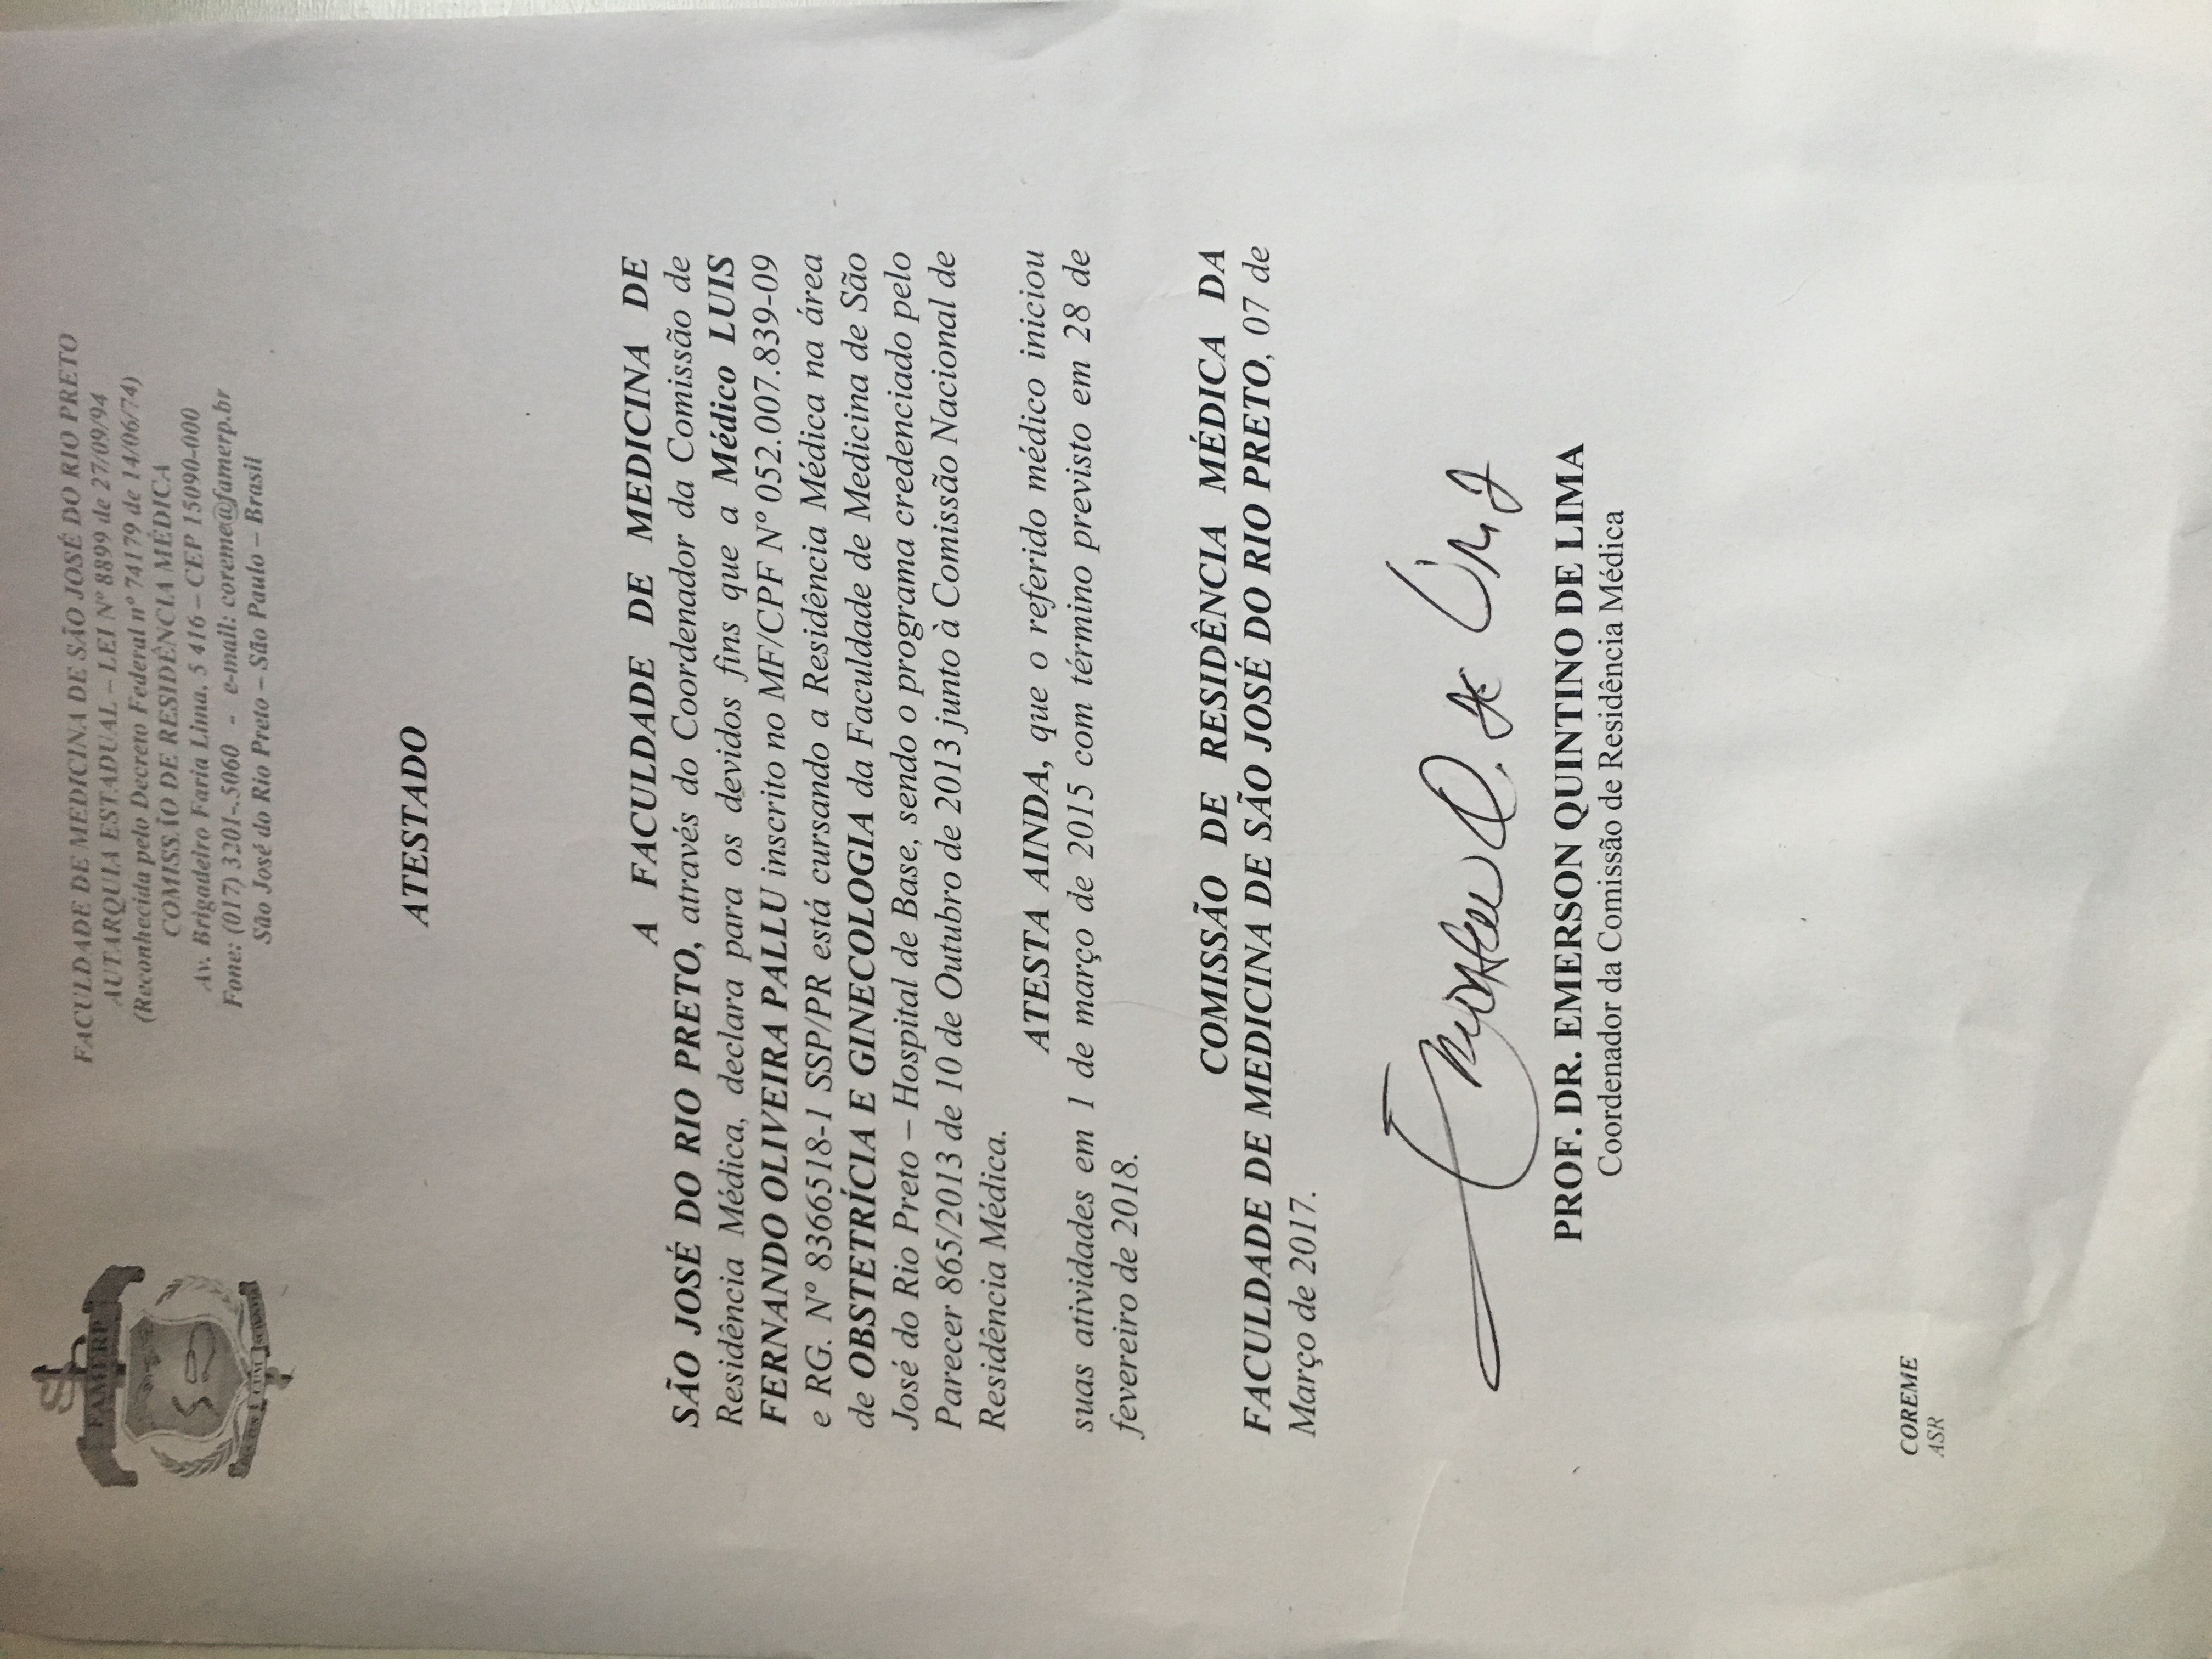 FAMERP
FACULDADE DE MEDICINA DE SÃO JOSÉ DO RIO PRETO
AUTARQUIA ESTADUAL – LEI Nº 8899 de 27/09/94
(Reconhecida pelo Decreto Federal nº 74179 de 14/06/74)
COMISSÃO DE RESIDÊNCIA MÉDICA
Av. Brigadeiro Faria Lima, 5 416 – CEP 15090-000
Fone: (017) 3201-.5060 - e-mail: coreme@famerp.br
São José do Rio Preto – São Paulo – Brasil
ATESTADO
A FACULDADE DE MEDICINA DE
SÃO JOSÉ DO RIO PRETO, através do Coordenador da Comissão de
Residência Médica, declara para os devidos fins que a Médico LUIS
FERNANDO OLIVEIRA PALLU inscrito no MF/CPF Nº 052.007.839-09
e RG. Nº 8366518-1 SSP/PR está cursando a Residência Médica na área
de OBSTETRÍCIA E GINECOLOGIA da Faculdade de Medicina de São
José do Rio Preto – Hospital de Base, sendo o programa credenciado pelo
Parecer 865/2013 de 10 de Outubro de 2013 junto à Comissão Nacional de
Residência Médica.
ATESTA AINDA, que o referido médico iniciou
suas atividades em 1 de março de 2015 com término previsto em 28 de
fevereiro de 2018.
COMISSÃO DE RESIDÊNCIA MÉDICA DA
FACULDADE DE MEDICINA DE SÃO JOSÉ DO RIO PRETO, 07 de
Março de 2017.
PROF. DR. EMERSON QUINTINO DE LIMA
Coordenador da Comissão de Residência Médica
COREME
ASR